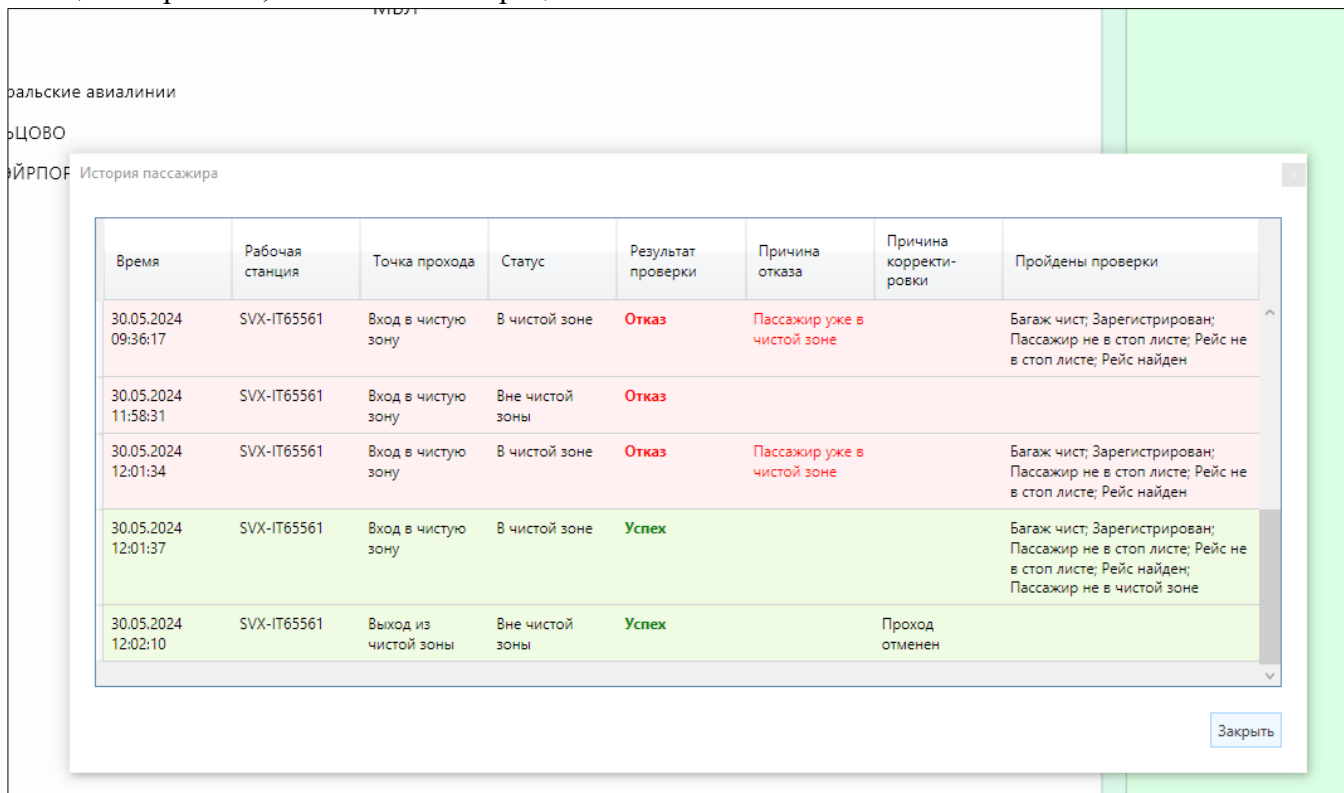 ральские авиалинии
ЬЦОВО
ЭЙРПОР
История пассажира
x
Время
Рабочая
станция
Точка прохода
Статус
Результат
проверки
Причина
отказа
Причина
корректи-
ровки
Пройдены проверки
30.05.2024
09:36:17
SVX-IT65561
Вход в чистую
зону
В чистой зоне
Отказ
Пассажир уже в
чистой зоне
Багаж чист; Зарегистрирован;
Пассажир не в стоп листе; Рейс не
в стоп листе; Рейс найден
30.05.2024
11:58:31
SVX-IT65561
Вход в чистую
зону
Вне чистой
зоны
Отказ
30.05.2024
12:01:34
SVX-IT65561
Вход в чистую
зону
В чистой зоне
Отказ
Пассажир уже в
чистой зоне
Багаж чист; Зарегистрирован;
Пассажир не в стоп листе; Рейс не
в стоп листе; Рейс найден
30.05.2024
12:01:37
SVX-IT65561
Вход в чистую
зону
В чистой зоне
Успех
Багаж чист; Зарегистрирован;
Пассажир не в стоп листе; Рейс не
в стоп листе; Рейс найден;
Пассажир не в чистой зоне
30.05.2024
12:02:10
SVX-IT65561
Выход из
чистой зоны
Вне чистой
зоны
Успех
Проход
отменен
Закрыть